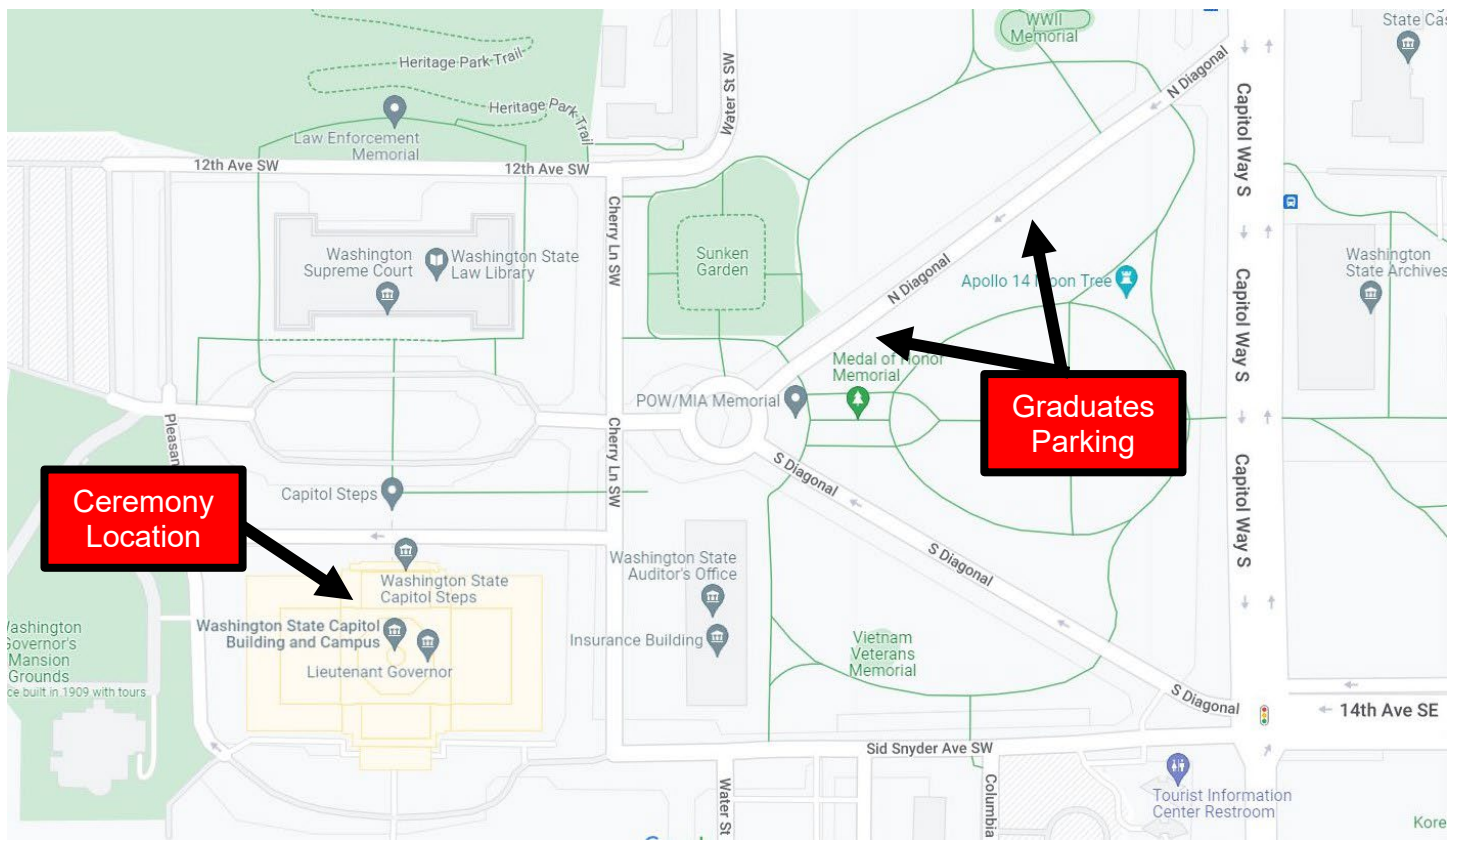 WWII
Memorial
State Cas
Heritage Park Trail
N Diagonal
Water St SW
Capitol Way S
Heritage Park
Trail
Law Enforcement
Memorial
12th Ave SW
12th Ave SW
Cherry Ln SW
Washington
Supreme Court
Washington State
Law Library
Sunken
Garden
N Diagonal
Apollo 14 Moon Tree
Capitol Way S
Washington
State Archives
Medal of Honor
Memorial
POW/MIA Memorial
Graduates
Parking
Pleasan
Cherry Ln SW
S Diagonal
Capitol Way S
Ceremony
Location
Capitol Steps
Washington State
Capitol Steps
Washington State
Auditor's Office
S Diagonal
Washington State Capitol
Building and Campus
Lieutenant Governor
Insurance Building
Vietnam
Veterans
Memorial
ashington
Governor's
Mansion
Grounds
ce built in 1909 with tours
S Diagonal
14th Ave SE
Sid Snyder Ave SW
Water St
Columbia
Tourist Information
Center Restroom
Kore